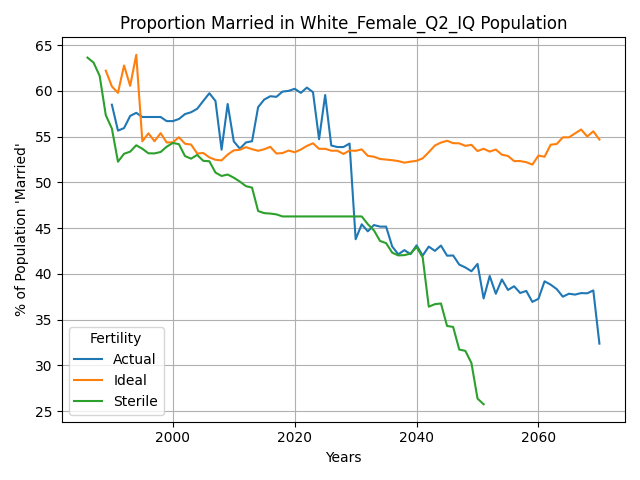 Proportion Married in White_Female_Q2_IQ Population
% of Population 'Married'
65
60
55
50
45
40
35
30
25
Fertility
Actual
Ideal
Sterile
2000
2020
2040
2060
Years